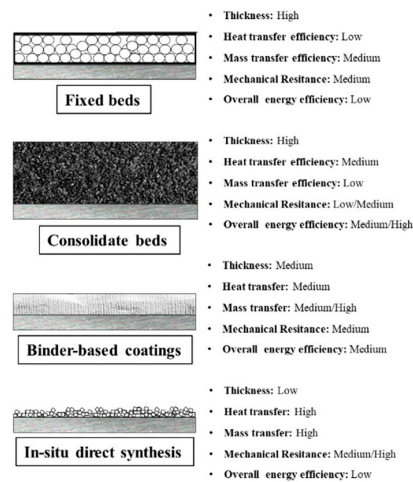 • Thickness: High
• Heat transfer efficiency: Low
• Mass transfer efficiency: Medium
• Mechanical Resitance: Medium
• Overall energy efficiency: Low
Fixed beds
• Thickness: High
• Heat transfer efficiency: Medium
• Mass transfer efficiency: Low
• Mechanical Resitance: Low/Medium
• Overall energy efficiency: Medium/High
Consolidate beds
• Thickness: Medium
• Heat transfer: Medium
• Mass transfer: Medium/High
• Mechanical Resitance: Medium
• Overall energy efficiency: Medium
Binder-based coatings
• Thickness: Low
• Heat transfer: High
• Mass transfer: High
• Mechanical Resitance: Medium/High
• Overall energy efficiency: Low
In-situ direct synthesis